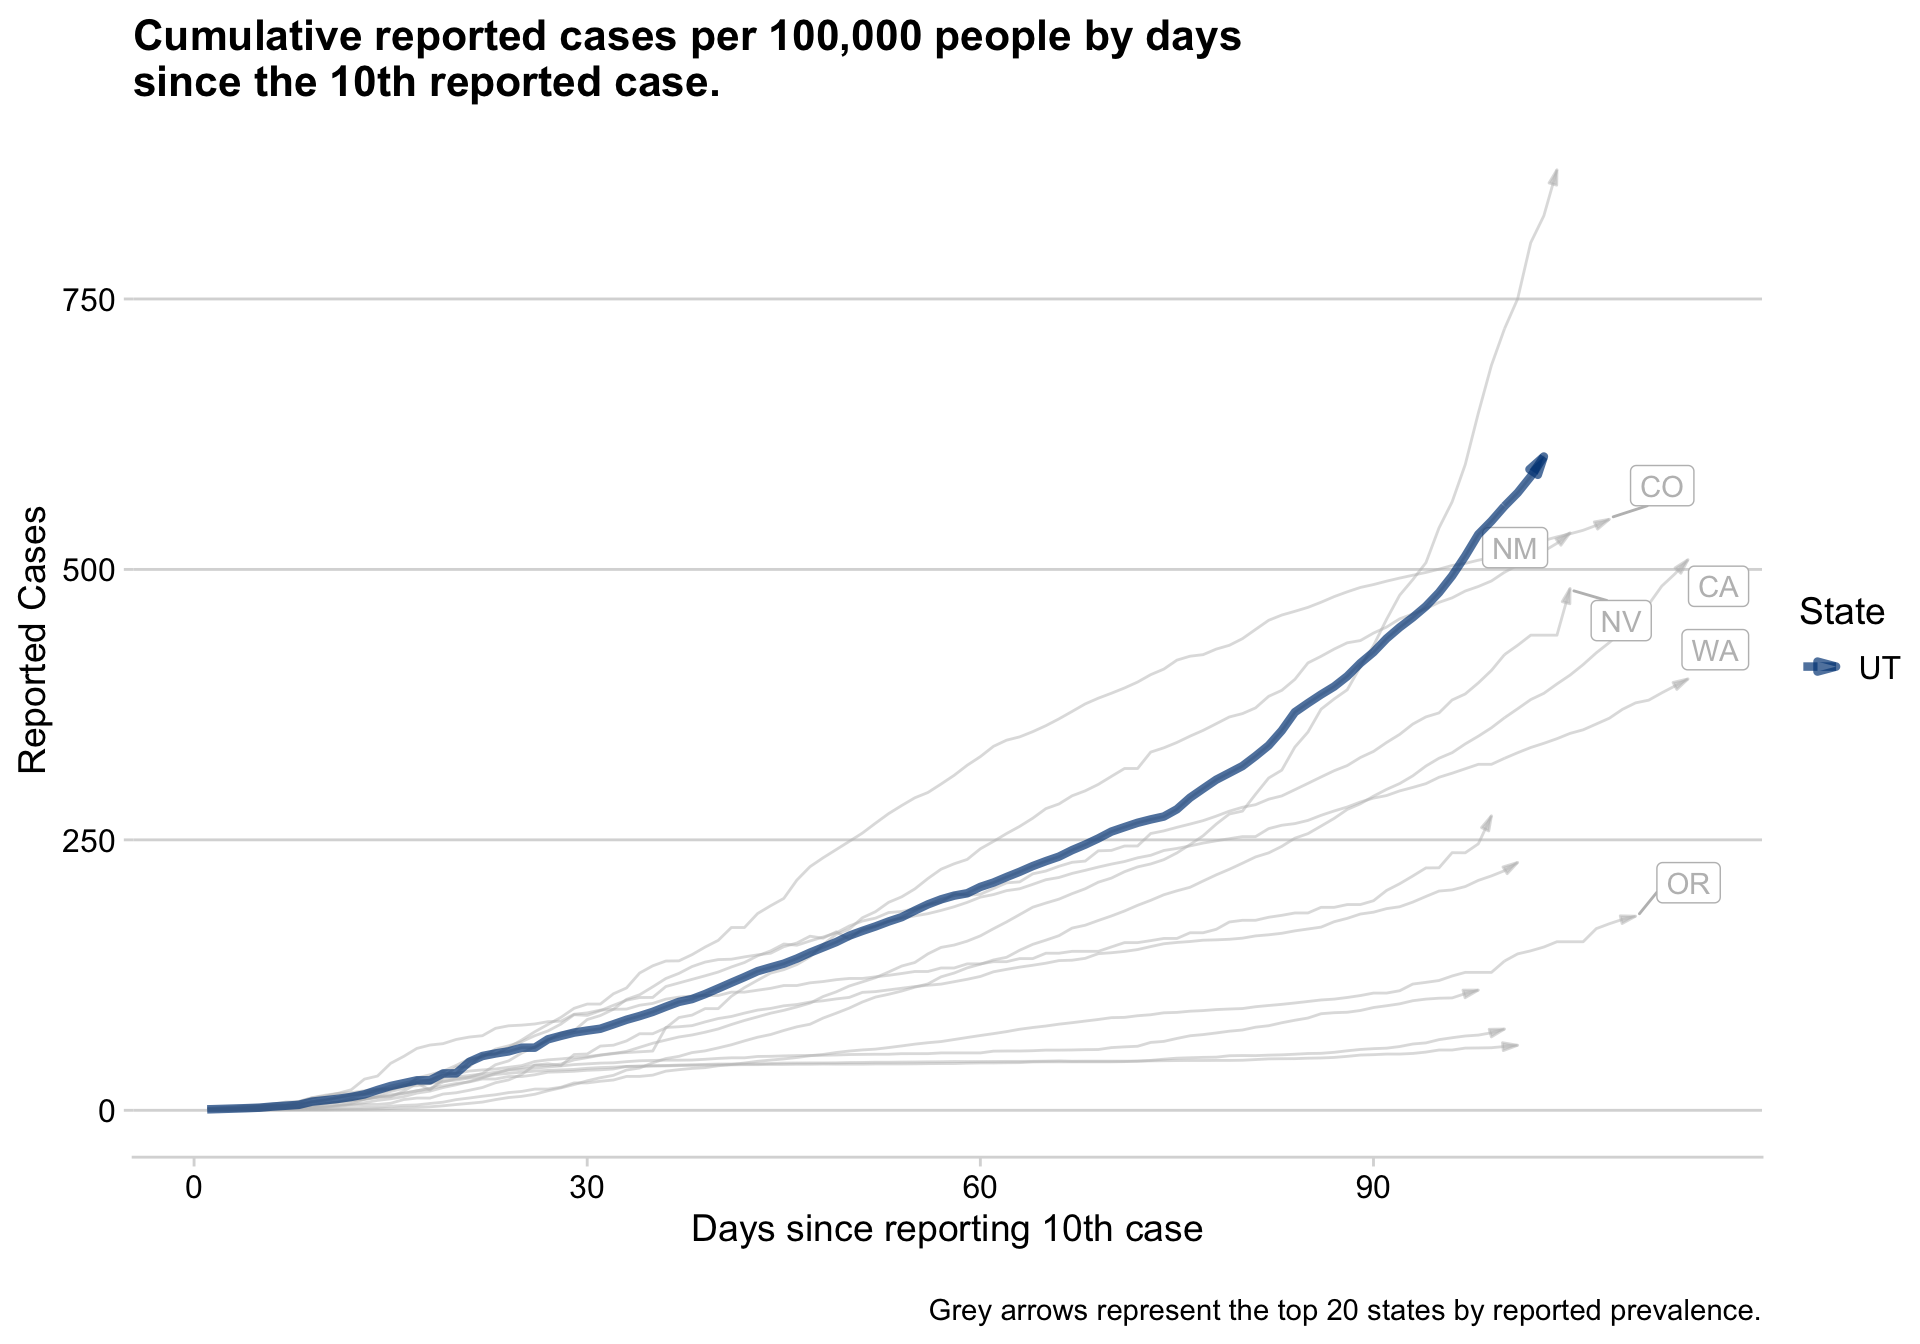 Cumulative reported cases per 100,000 people by days
since the 10th reported case.
Reported Cases
750
500
250
0
CO
NM
CA
NV
WA
OR
State
UT
0 30 60 90
Days since reporting 10th case
Grey arrows represent the top 20 states by reported prevalence.